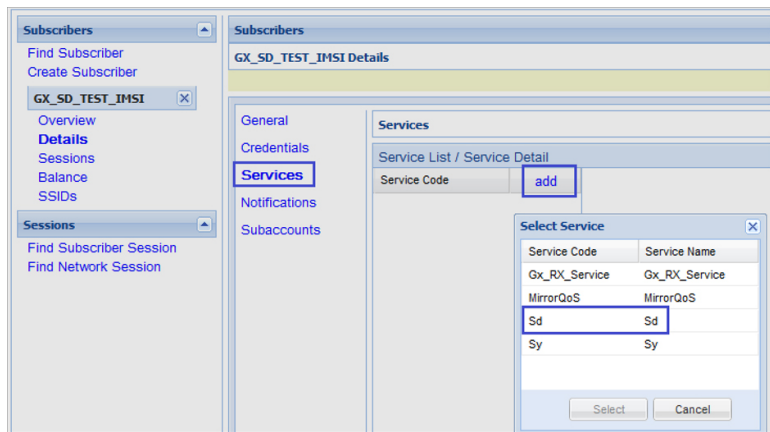 Subscribers
Find Subscriber
Create Subscriber
GX_SD_TEST_IMSI
Overview
Details
Sessions
Balance
SSIDs
Sessions
Find Subscriber Session
Find Network Session
Subscribers
GX_SD_TEST_IMSI Details
General
Credentials
Services
Notifications
Subaccounts
Services
Service List / Service Detail
Service Code add
Select Service
Service Code Service Name
Gx_RX_Service Gx_RX_Service
MirrorQoS MirrorQoS
Sd Sd
Sy Sy
Select Cancel